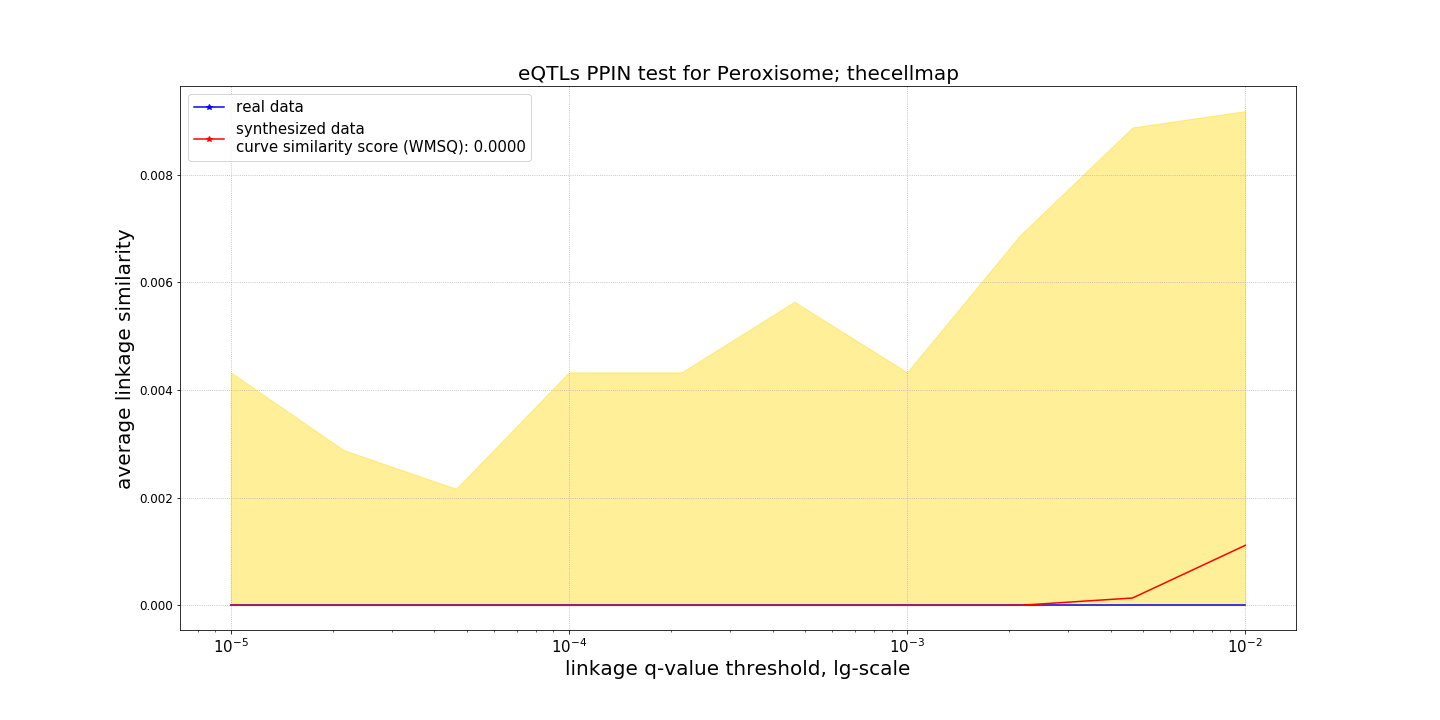 eQTLs PPIN test for Peroxisome; thecellmap
real data
synthesized data
curve similarity score (WMSQ): 0.0000
average linkage similarity
0.008
0.006
0.004
0.002
0.000
10⁻⁵ 10⁻⁴ 10⁻³ 10⁻²
linkage q-value threshold, lg-scale